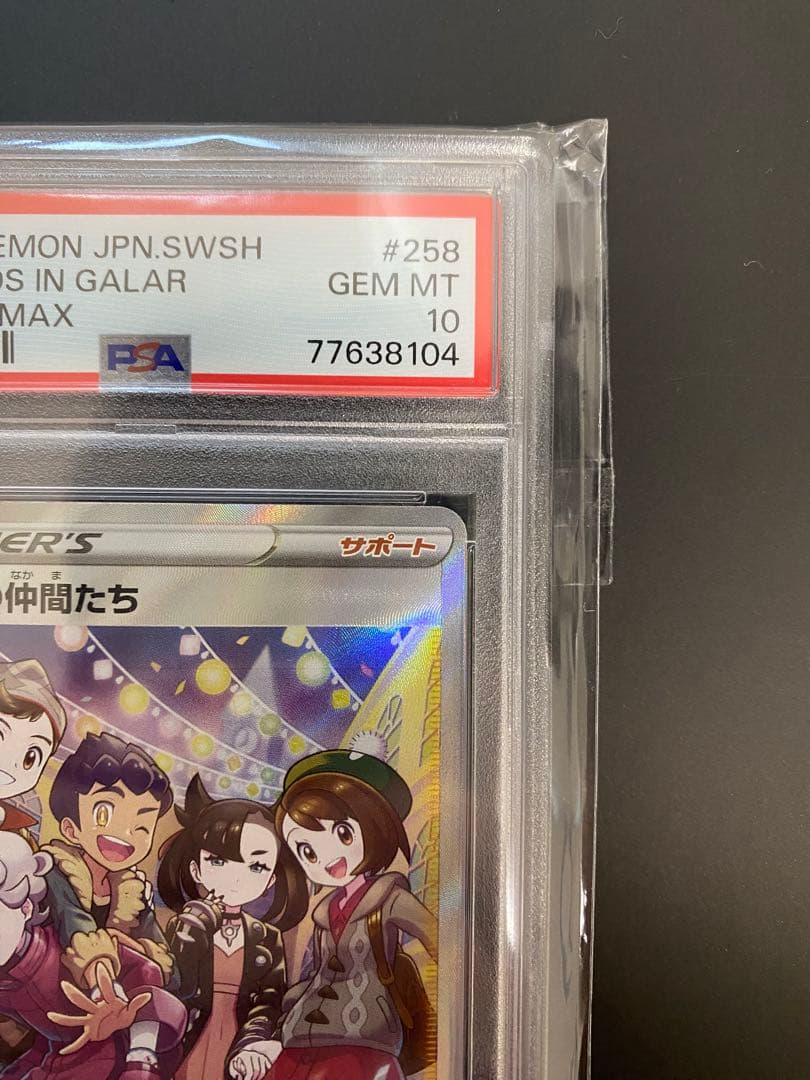 EMON JPN.SWSH #258
DS IN GALAR GEM MT
MAX 10
PSA 77638104
ER'S サポート
なかま
仲間たち